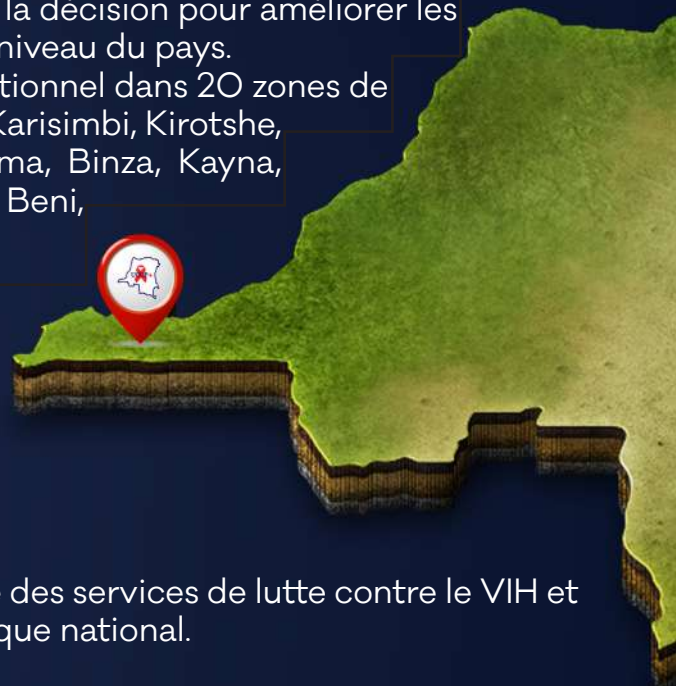 la décision pour améliorer les
niveau du pays.
tionnel dans 20 zones de
Karisimbi, Kirotshe,
ma, Binza, Kayna,
Beni,
des services de lutte contre le VIH et
que national.